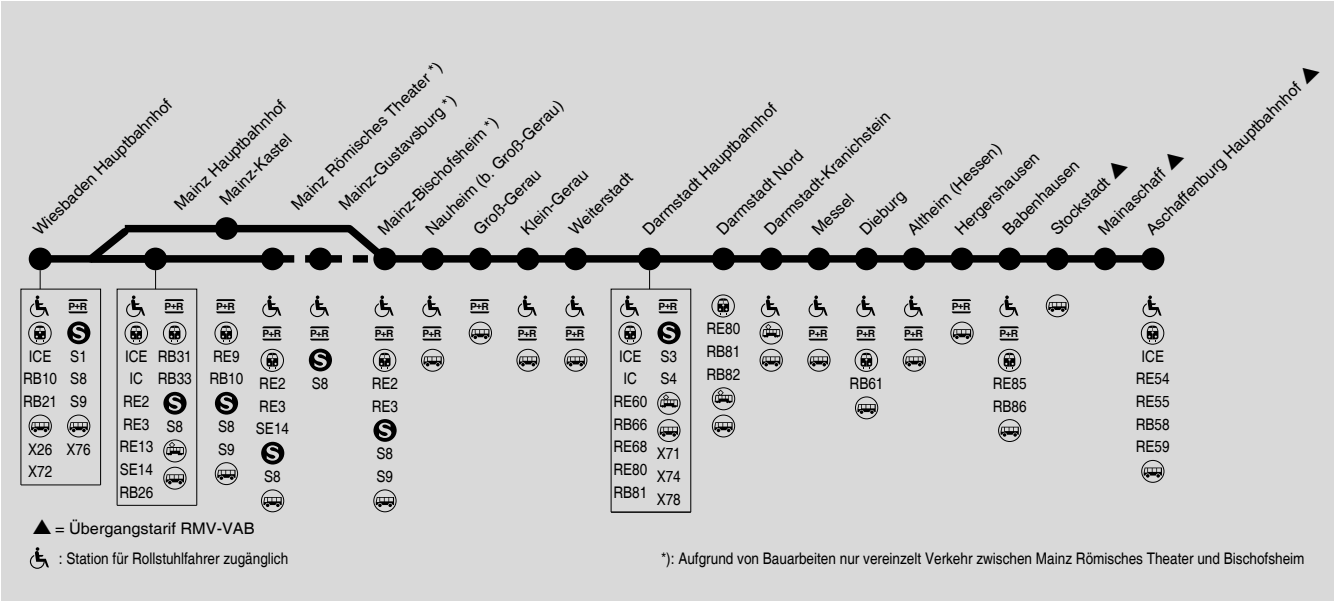 Wiesbaden Hauptbahnhof
Mainz Hauptbahnhof
Mainz-Kastel
Mainz Römisches Theater *)
Mainz-Gustavsburg *)
Mainz-Bischofsheim *)
Nauheim (b. Groß-Gerau)
Groß-Gerau
Klein-Gerau
Weiterstadt
Darmstadt Hauptbahnhof
Darmstadt Nord
Darmstadt-Kranichstein
Messel
Dieburg
Altheim (Hessen)
Hergershausen
Babenhausen
Stockstadt ▲
Mainaschaff ▲
Aschaffenburg Hauptbahnhof ▲
P+R
S
ICE S1
RB10 S8
RB21 S9
X26 X76
X72
P+R
ICE RB31
IC RB33
RE2 S
RE3 S8
RE13
SE14
RB26
P+R
RE9
RB10
S
S8
S9
P+R
RE2
RE3
SE14
S
S8
P+R
S
S8
P+R
RE2
RE3
S
S8
S9
P+R
P+R
P+R
P+R
P+R
S
ICE S3
IC S4
RE60
RB66
RE68 X71
RE80 X74
RB81 X78
RE80
RB81
RB82
P+R
P+R
RB61
P+R
P+R
P+R
RE85
RB86
ICE
RE54
RE55
RB58
RE59
▲ = Übergangstarif RMV-VAB
: Station für Rollstuhlfahrer zugänglich
*): Aufgrund von Bauarbeiten nur vereinzelt Verkehr zwischen Mainz Römisches Theater und Bischofsheim